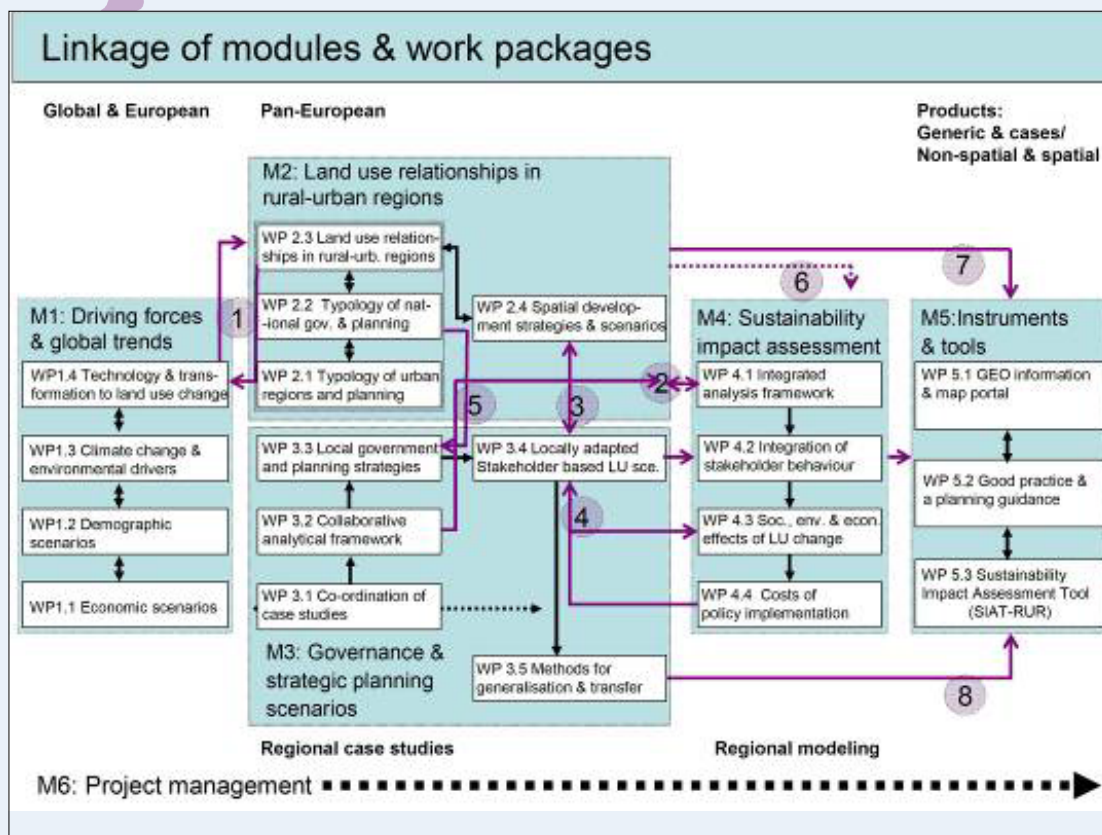 Linkage of modules & work packages
Global & European
Pan-European
Products:
Generic & cases/
Non-spatial & spatial
M2: Land use relationships in
rural-urban regions
WP 2.3 Land use relation-
ships in rural-urb. regions
WP 2.2 Typology of nat-
-ional gov. & planning
WP 2.1 Typology of urban
regions and planning
WP 2.4 Spatial develop-
ment strategies & scenarios
M1: Driving forces
& global trends
WP1.4 Technology & trans-
formation to land use change
WP1.3 Climate change &
environmental drivers
WP1.2 Demographic
scenarios
WP1.1 Economic scenarios
1
5
3
2
6
7
4
8
WP 3.3 Local government
and planning strategies
WP 3.2 Collaborative
analytical framework
WP 3.1 Co-ordination of
case studies
WP 3.4 Locally adapted
Stakeholder based LU sce.
WP 3.5 Methods for
generalisation & transfer
M3: Governance &
strategic planning
scenarios
M4: Sustainability
impact assessment
WP 4.1 Integrated
analysis framework
WP 4.2 Integration of
stakeholder behaviour
WP 4.3 Soc., env. & econ.
effects of LU change
WP 4.4 Costs of
policy implementation
M5:Instruments
& tools
WP 5.1 GEO information
& map portal
WP 5.2 Good practice &
a planning guidance
WP 5.3 Sustainability
Impact Assessment Tool
(SIAT-RUR)
Regional case studies
Regional modeling
M6: Project management